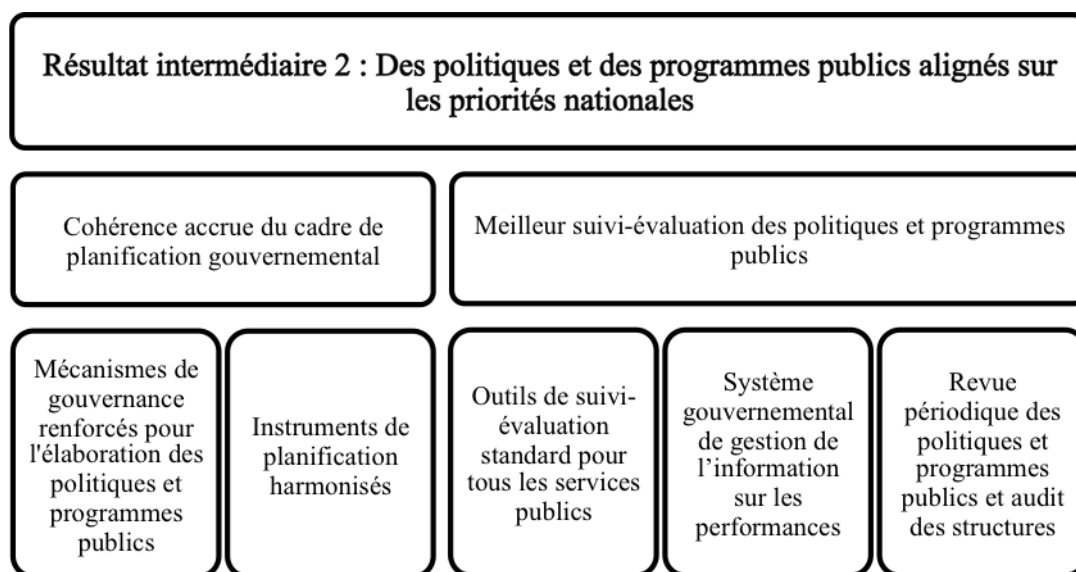 Résultat intermédiaire 2 : Des politiques et des programmes publics alignés sur
les priorités nationales
Cohérence accrue du cadre de
planification gouvernemental
Meilleur suivi-évaluation des politiques et programmes
publics
Mécanismes de
gouvernance
renforcés pour
l'élaboration des
politiques et
programmes
publics
Instruments de
planification
harmonisés
Outils de suivi-
évaluation
standard pour
tous les services
publics
Système
gouvernemental
de gestion de
l’information
sur les
performances
Revue
périodique des
politiques et
programmes
publics et audit
des structures